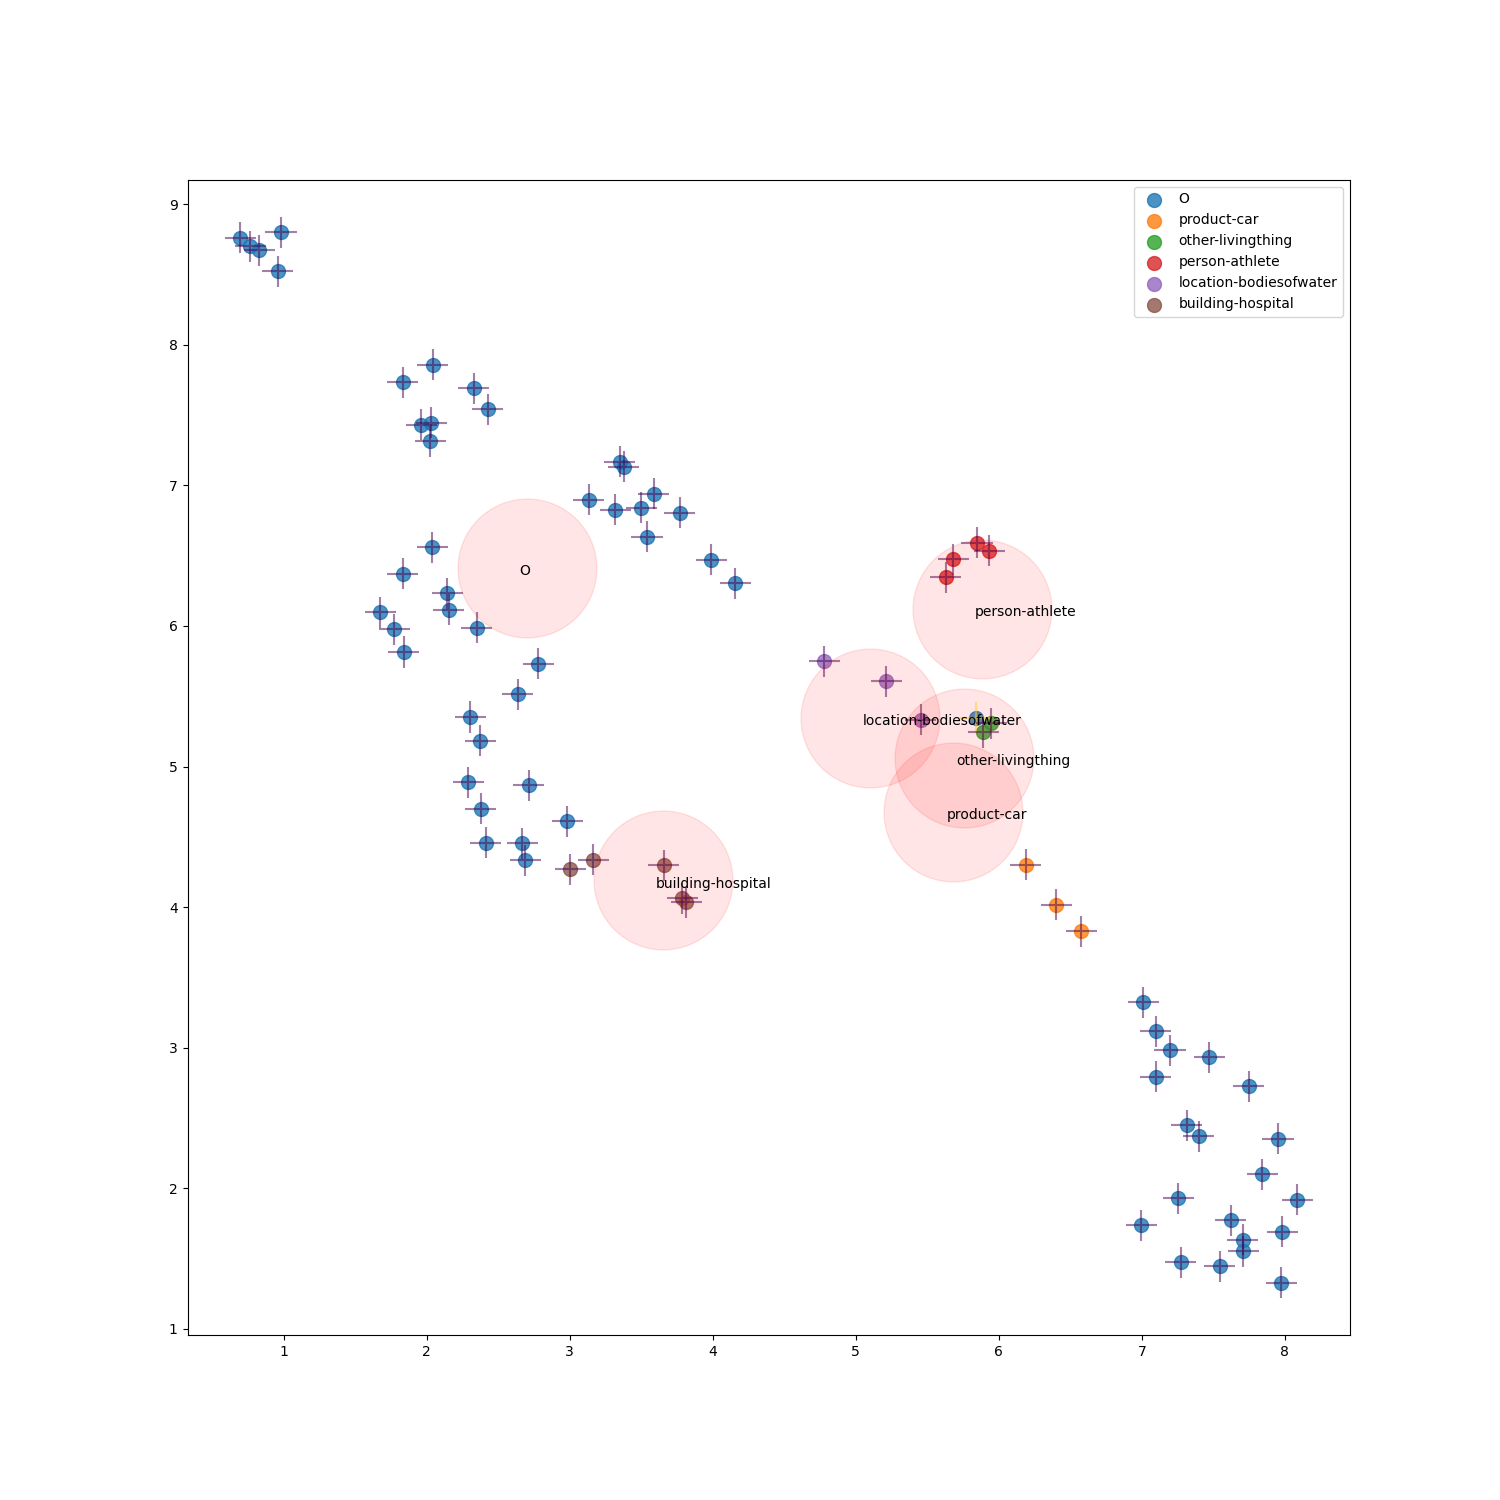 9
8
7
6
5
4
3
2
1
O
product-car
other-livingthing
person-athlete
location-bodiesofwater
building-hospital
O
person-athlete
location-bodiesofwater
other-livingthing
product-car
building-hospital
1 2 3 4 5 6 7 8